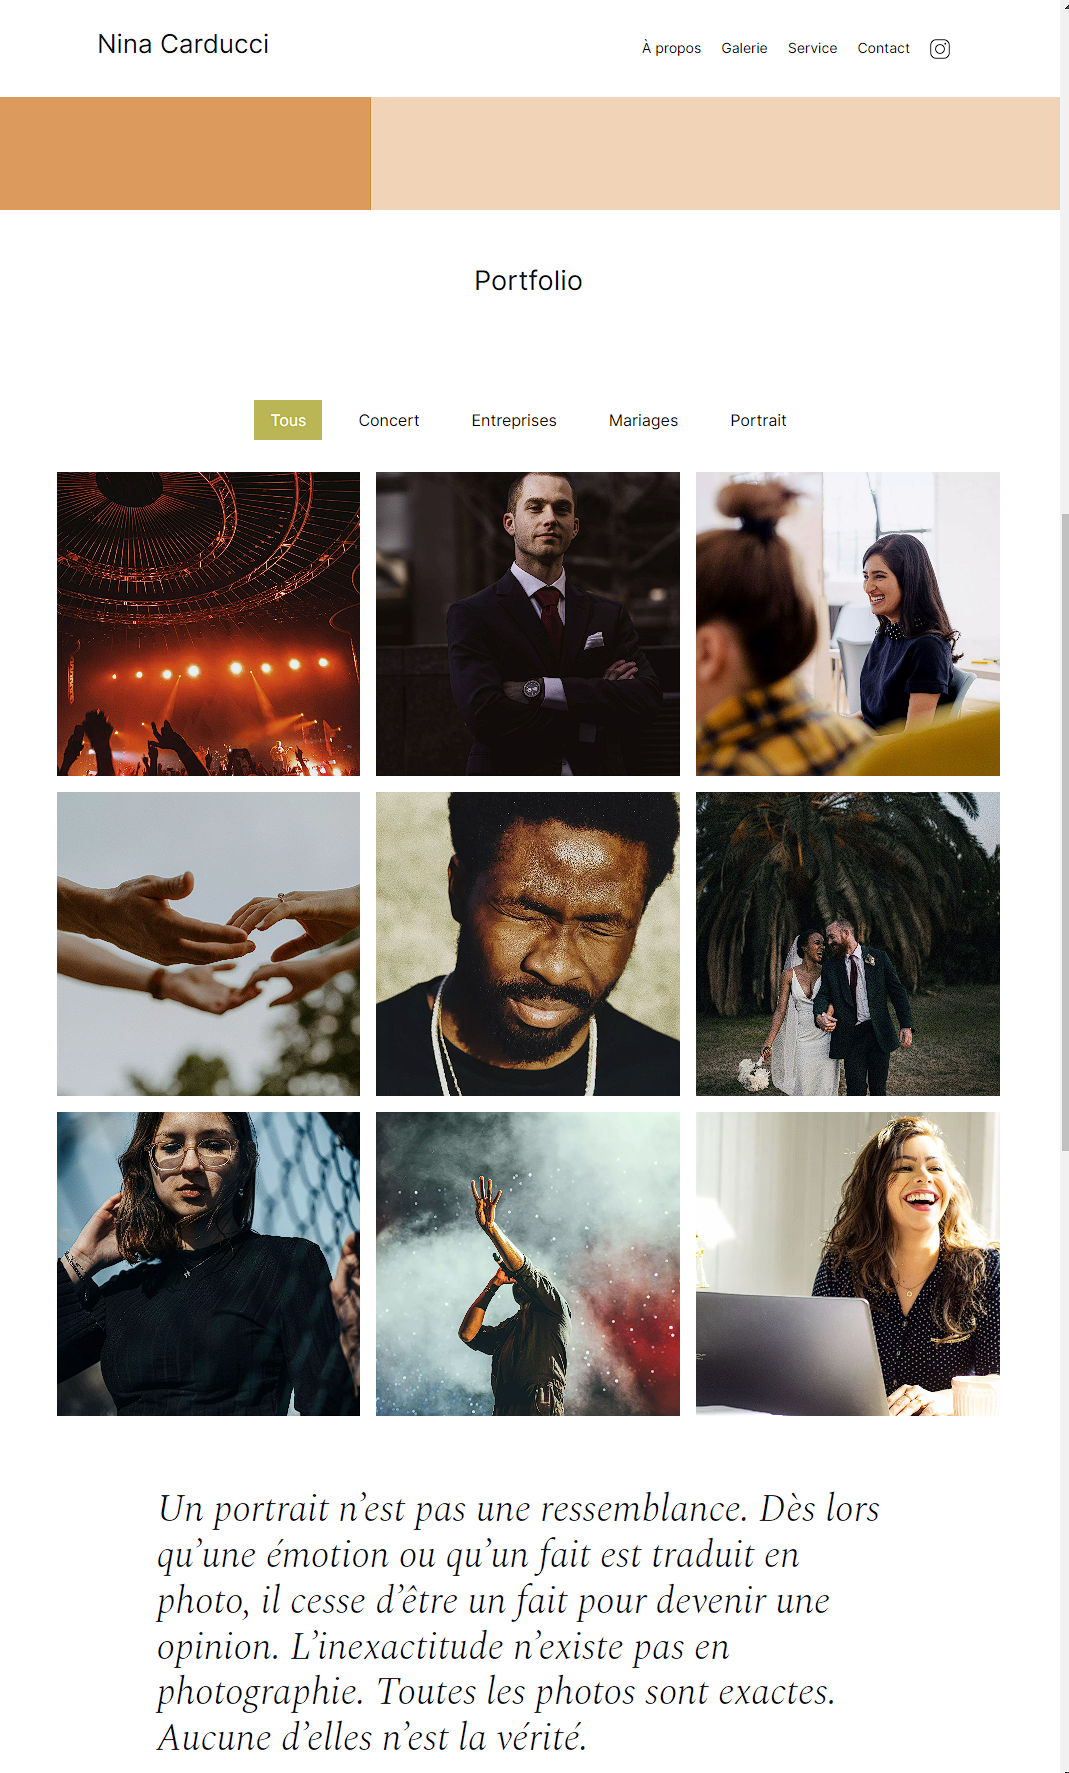 Nina Carducci
À propos Galerie Service Contact
Portfolio
Tous Concert Entreprises Mariages Portrait
Un portrait n’est pas une ressemblance. Dès lors
qu’une émotion ou qu’un fait est traduit en
photo, il cesse d’être un fait pour devenir une
opinion. L’inexactitude n’existe pas en
photographie. Toutes les photos sont exactes.
Aucune d’elles n’est la vérité.